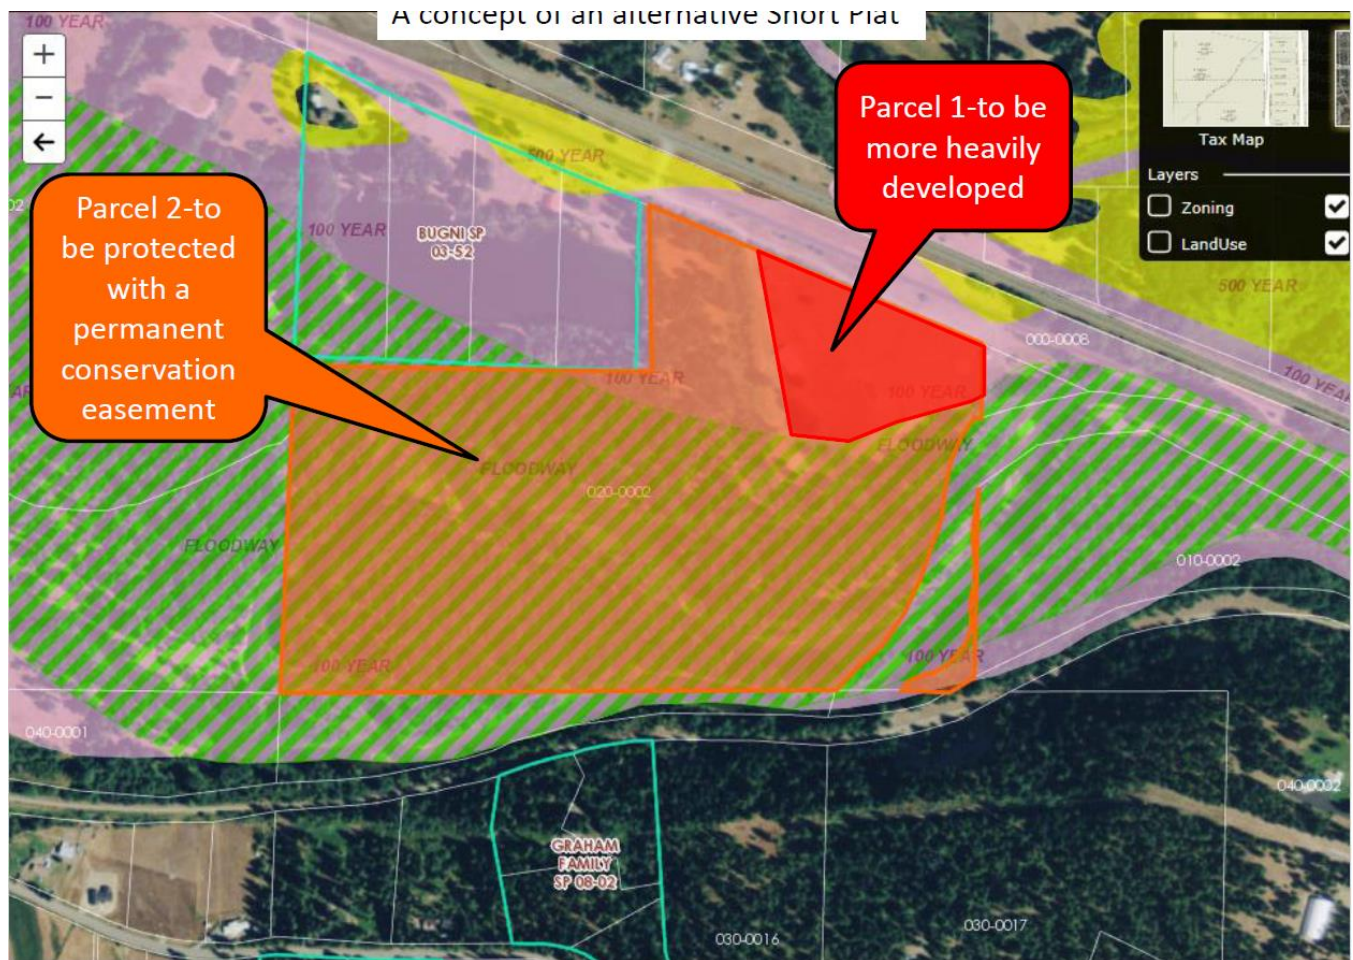 A concept of an alternative Short Plat
100 YEAR
+
−
←
Parcel 1-to be
more heavily
developed
Tax Map
Layers
Zoning
LandUse
500 YEAR
500 YEAR
Parcel 2-to
be protected
with a
permanent
conservation
easement
02
100 YEAR
BUGNI SP
03-52
000-0008
100 YEAR
100 YEAR
100 YEAR
FLOODWAY
FLOODWAY
020-0002
FLOODWAY
010-0002
100 YEAR
100 YEAR
040-0001
040-0002
GRAHAM
FAMILY
SP 08-02
030-0016
030-0017